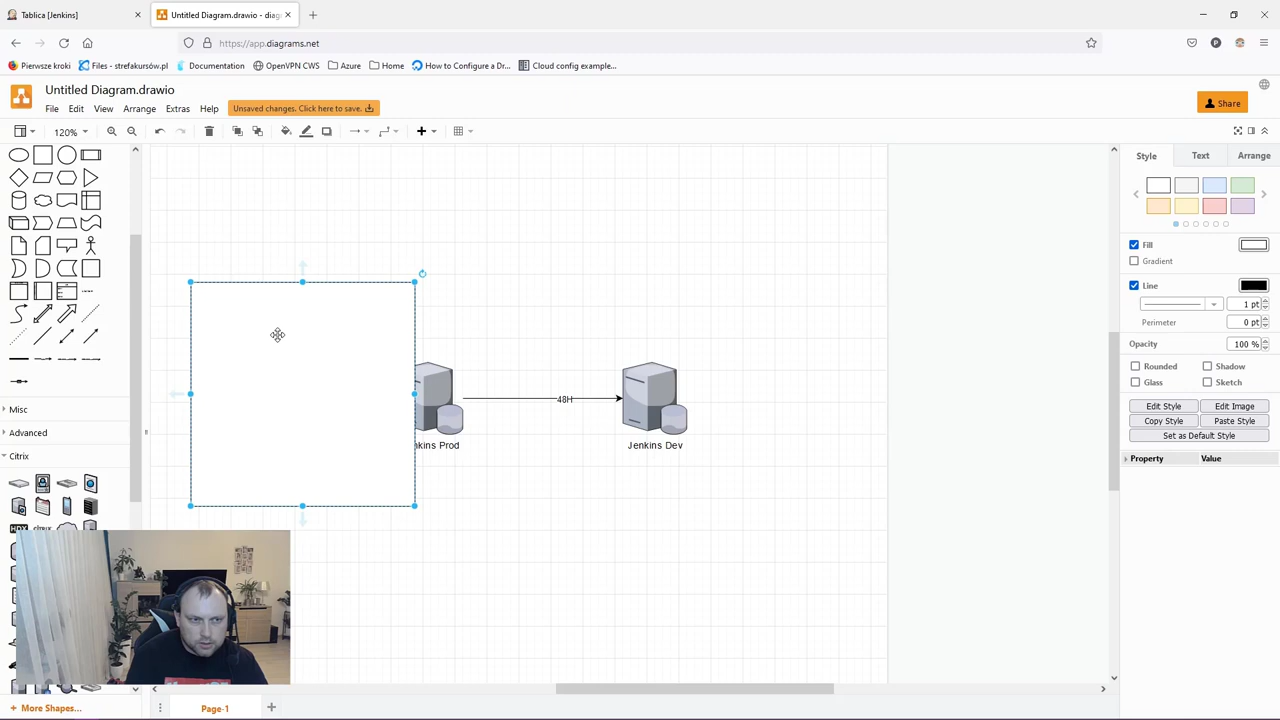 Tablica [Jenkins]
Untitled Diagram.drawio - diag
https://app.diagrams.net
Pierwsze kroki
Files - strefakursów.pl
Documentation
OpenVPN CWS
Azure
Home
How to Configure a Dr...
Cloud config example...
Untitled Diagram.drawio
File Edit View Arrange Extras Help
Unsaved changes. Click here to save.
Share
120%
Style Text Arrange
Fill
Gradient
Line
1 pt
Perimeter 0 pt
Opacity 100 %
Rounded Shadow
Glass Sketch
Edit Style Edit Image
Copy Style Paste Style
Set as Default Style
Property Value
48H
nkins Prod
Jenkins Dev
Misc
Advanced
Citrix
HDX
CITRIX
More Shapes...
Page-1